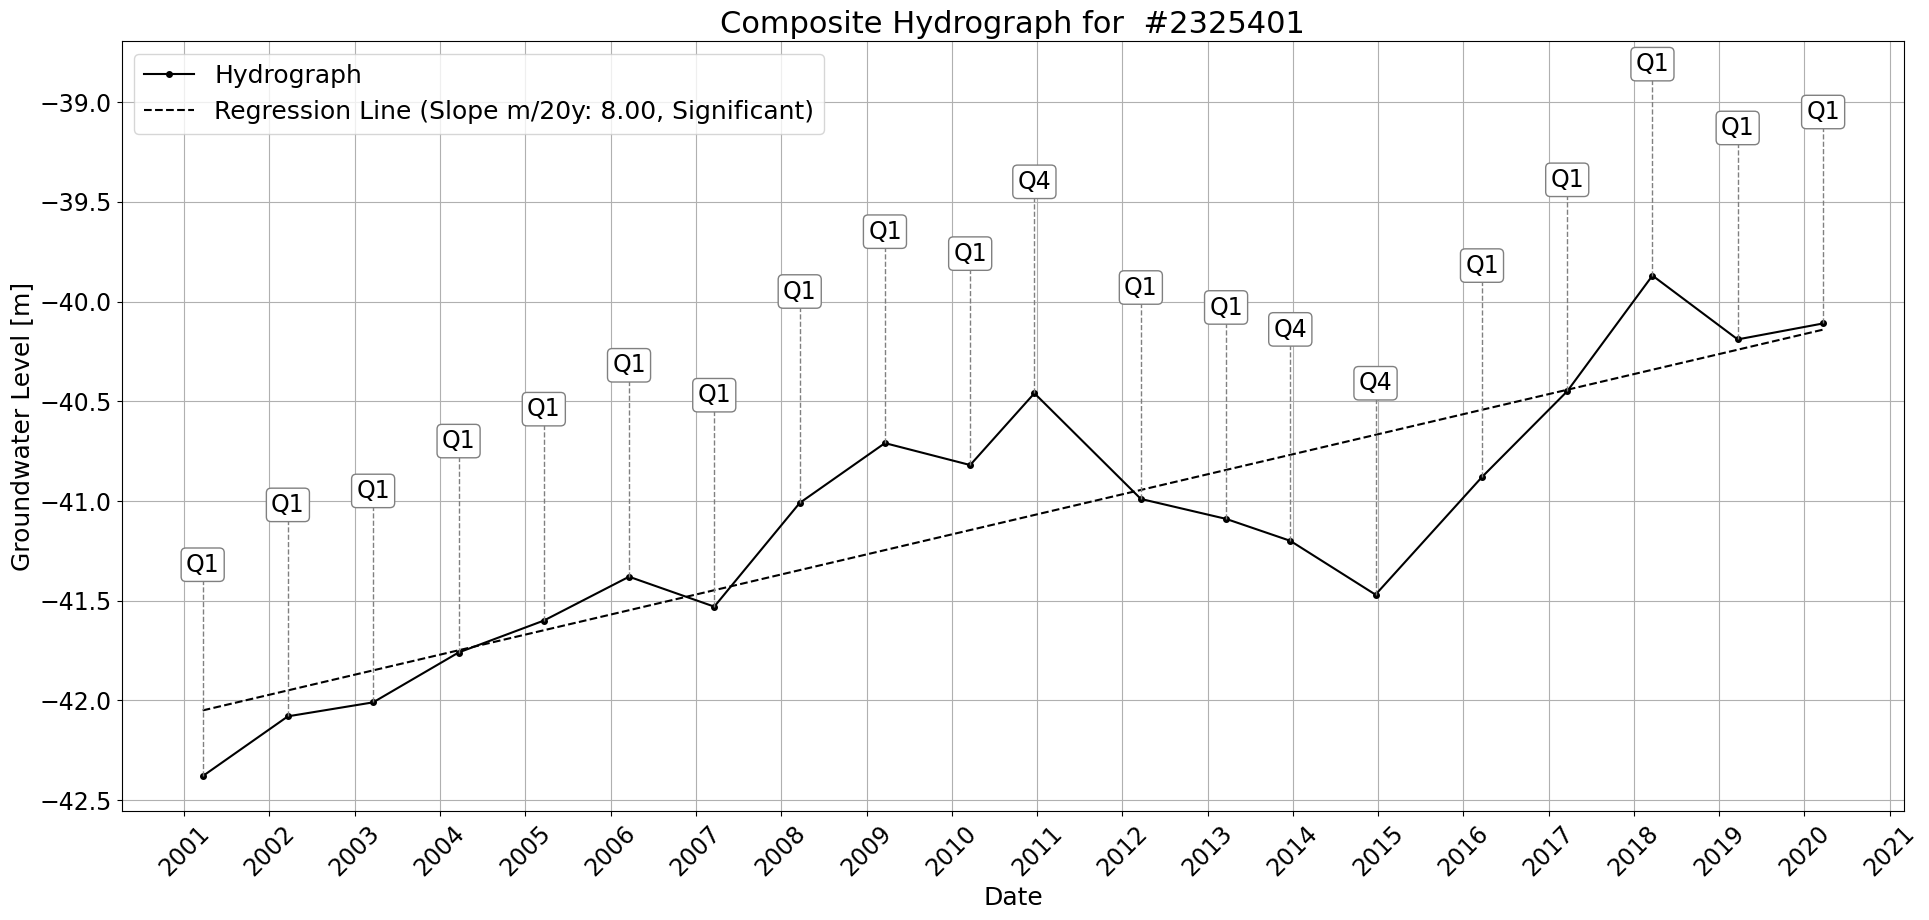 Composite Hydrograph for  #2325401
Hydrograph
Regression Line (Slope m/20y: 8.00, Significant)
Groundwater Level [m]
−39.0
−39.5
−40.0
−40.5
−41.0
−41.5
−42.0
−42.5
Q1
Q1
Q1
Q1
Q1
Q1
Q1
Q1
Q1
Q1
Q4
Q1
Q1
Q4
Q4
Q1
Q1
Q1
Q1
Q1
2001
2002
2003
2004
2005
2006
2007
2008
2009
2010
2011
2012
2013
2014
2015
2016
2017
2018
2019
2020
2021
Date